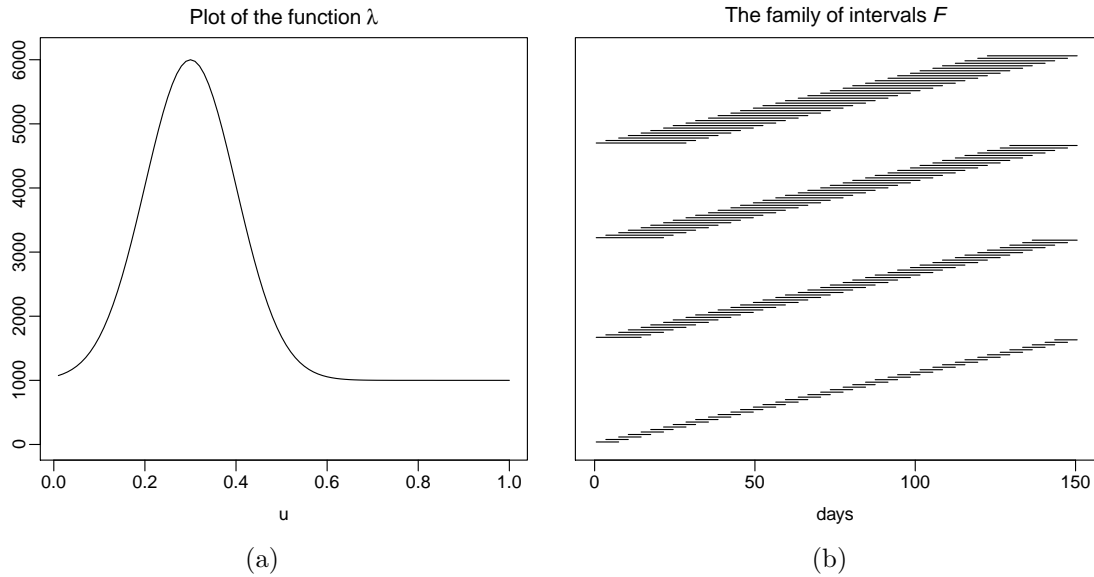 Plot of the function λ
6000
5000
4000
3000
2000
1000
0
0.0 0.2 0.4 0.6 0.8 1.0
u
(a)
The family of intervals F
0 50 100 150
days
(b)